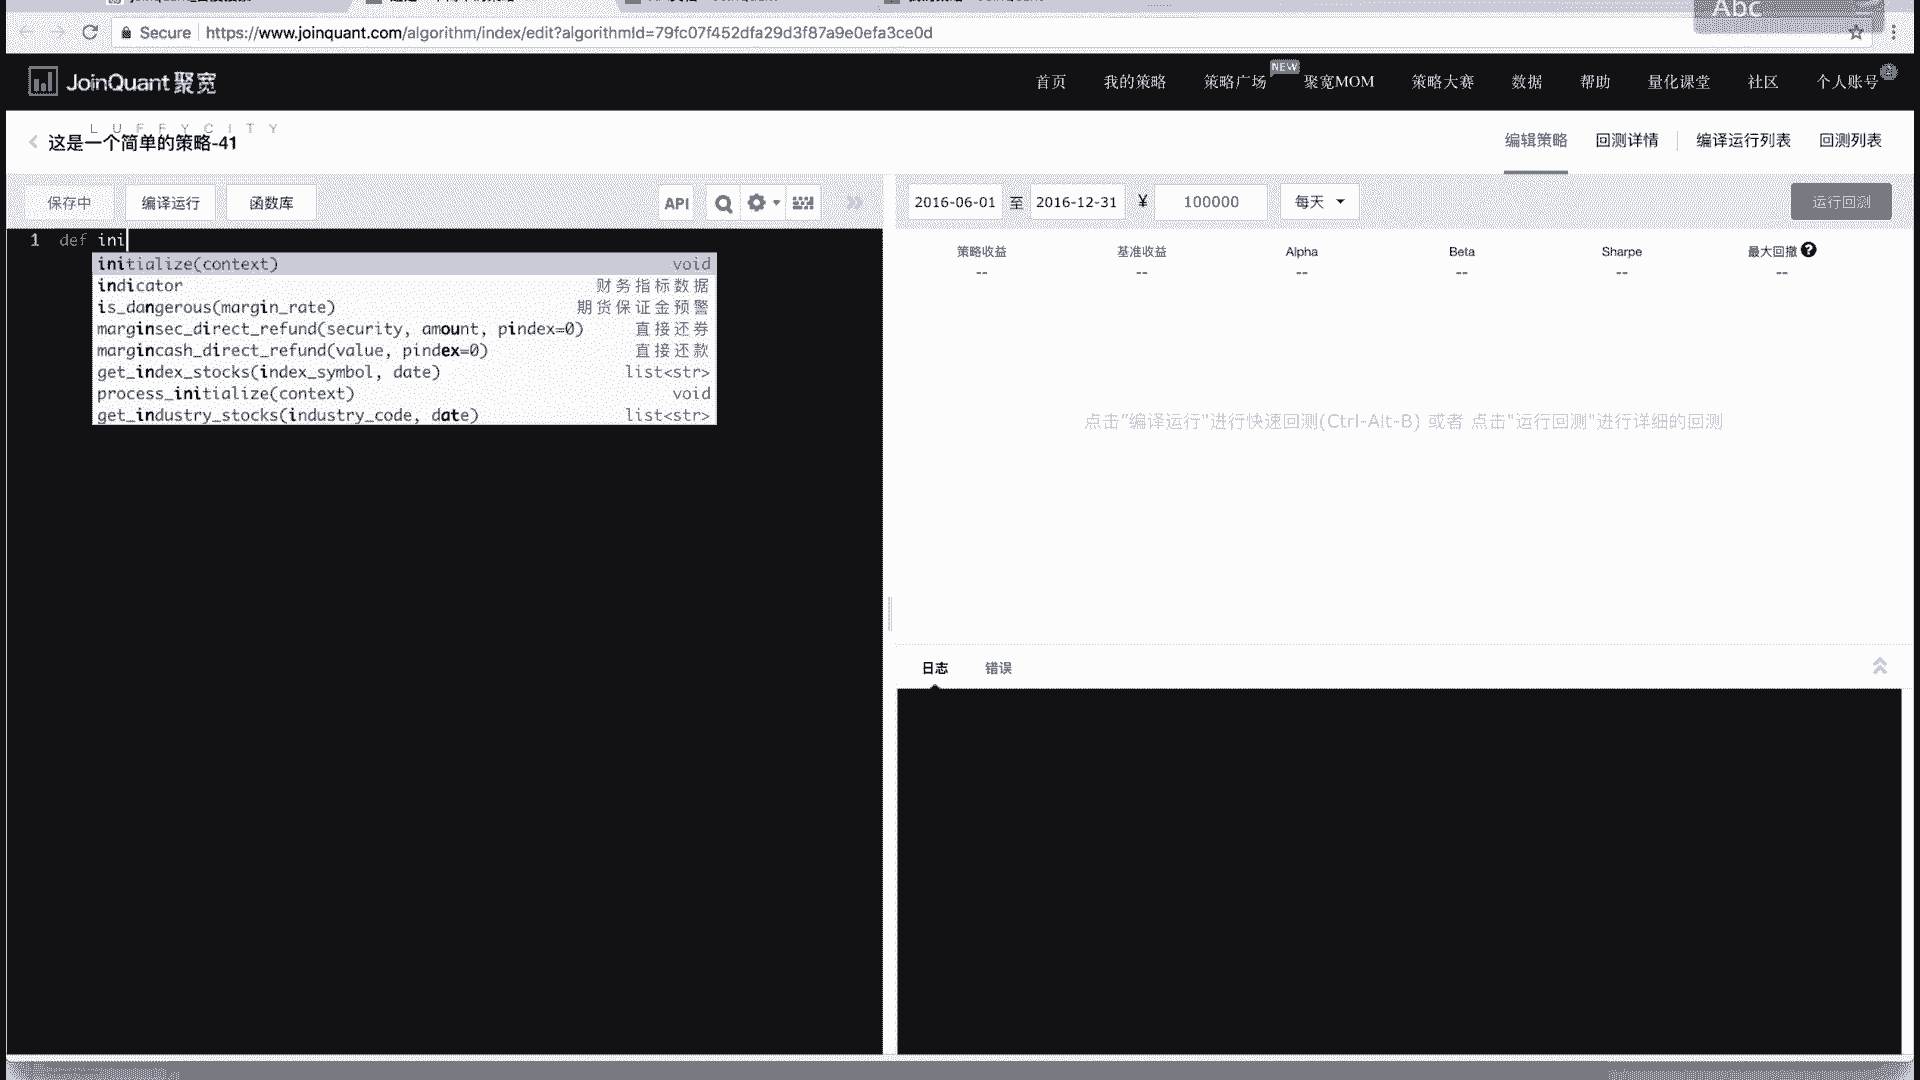 Abc
Secure https://www.joinquant.com/algorithm/index/edit?algorithmId=79fc07f452dfa29d3f87a9e0efa3ce0d
JoinQuant 聚宽 首页 我的策略 策略广场 NEW 聚宽MOM 策略大赛 数据 帮助 量化课堂 社区 个人账号
LUFFYCITY
这是一个简单的策略-41 编辑策略 回测详情 编译运行列表 回测列表
保存中 编译运行 函数库 API 2016-06-01 至 2016-12-31 ¥ 100000 每天 运行回测
1 def ini
initialize(context) void
indicator 财务指标数据
is_dangerous(margin_rate) 期货保证金预警
marginsec_direct_refund(security, amount, pindex=0) 直接还券
margincash_direct_refund(value, pindex=0) 直接还款
get_index_stocks(index_symbol, date) list<str>
process_initialize(context) void
get_industry_stocks(industry_code, date) list<str>
策略收益 基准收益 Alpha Beta Sharpe 最大回撤
-- -- -- -- -- --
点击"编译运行"进行快速回测(Ctrl-Alt-B) 或者 点击"运行回测"进行详细的回测
日志 错误